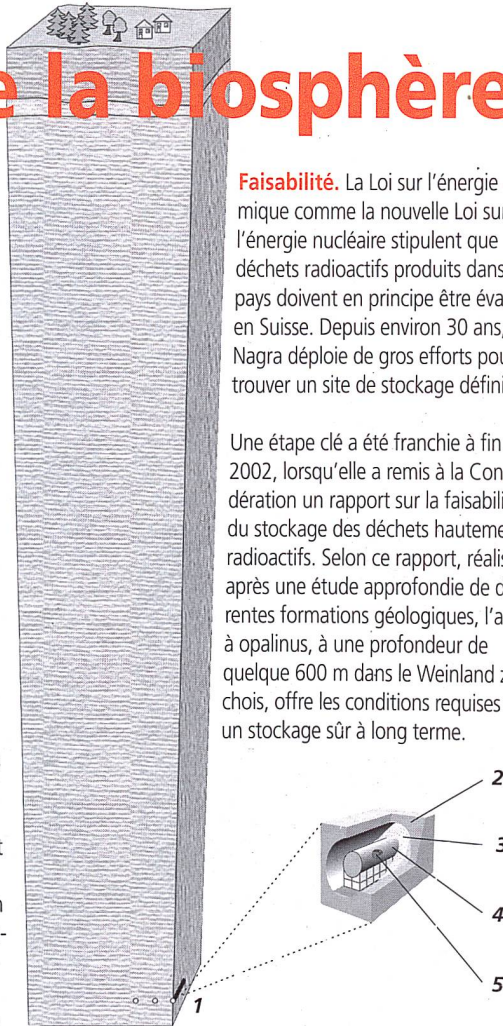 e la biosphère
Faisabilité. La Loi sur l'énergie
mique comme la nouvelle Loi sur
l'énergie nucléaire stipulent que
déchets radioactifs produits dans
pays doivent en principe être éva
en Suisse. Depuis environ 30 ans,
Nagra déploie de gros efforts pou
trouver un site de stockage défini
Une étape clé a été franchie à fin
2002, lorsqu'elle a remis à la Con
dération un rapport sur la faisabili
du stockage des déchets hauteme
radioactifs. Selon ce rapport, réalis
après une étude approfondie de d
rentes formations géologiques, l'a
à opalinus, à une profondeur de
quelque 600 m dans le Weinland z
chois, offre les conditions requises
un stockage sûr à long terme.
2
3
4
5
1
t
n
-